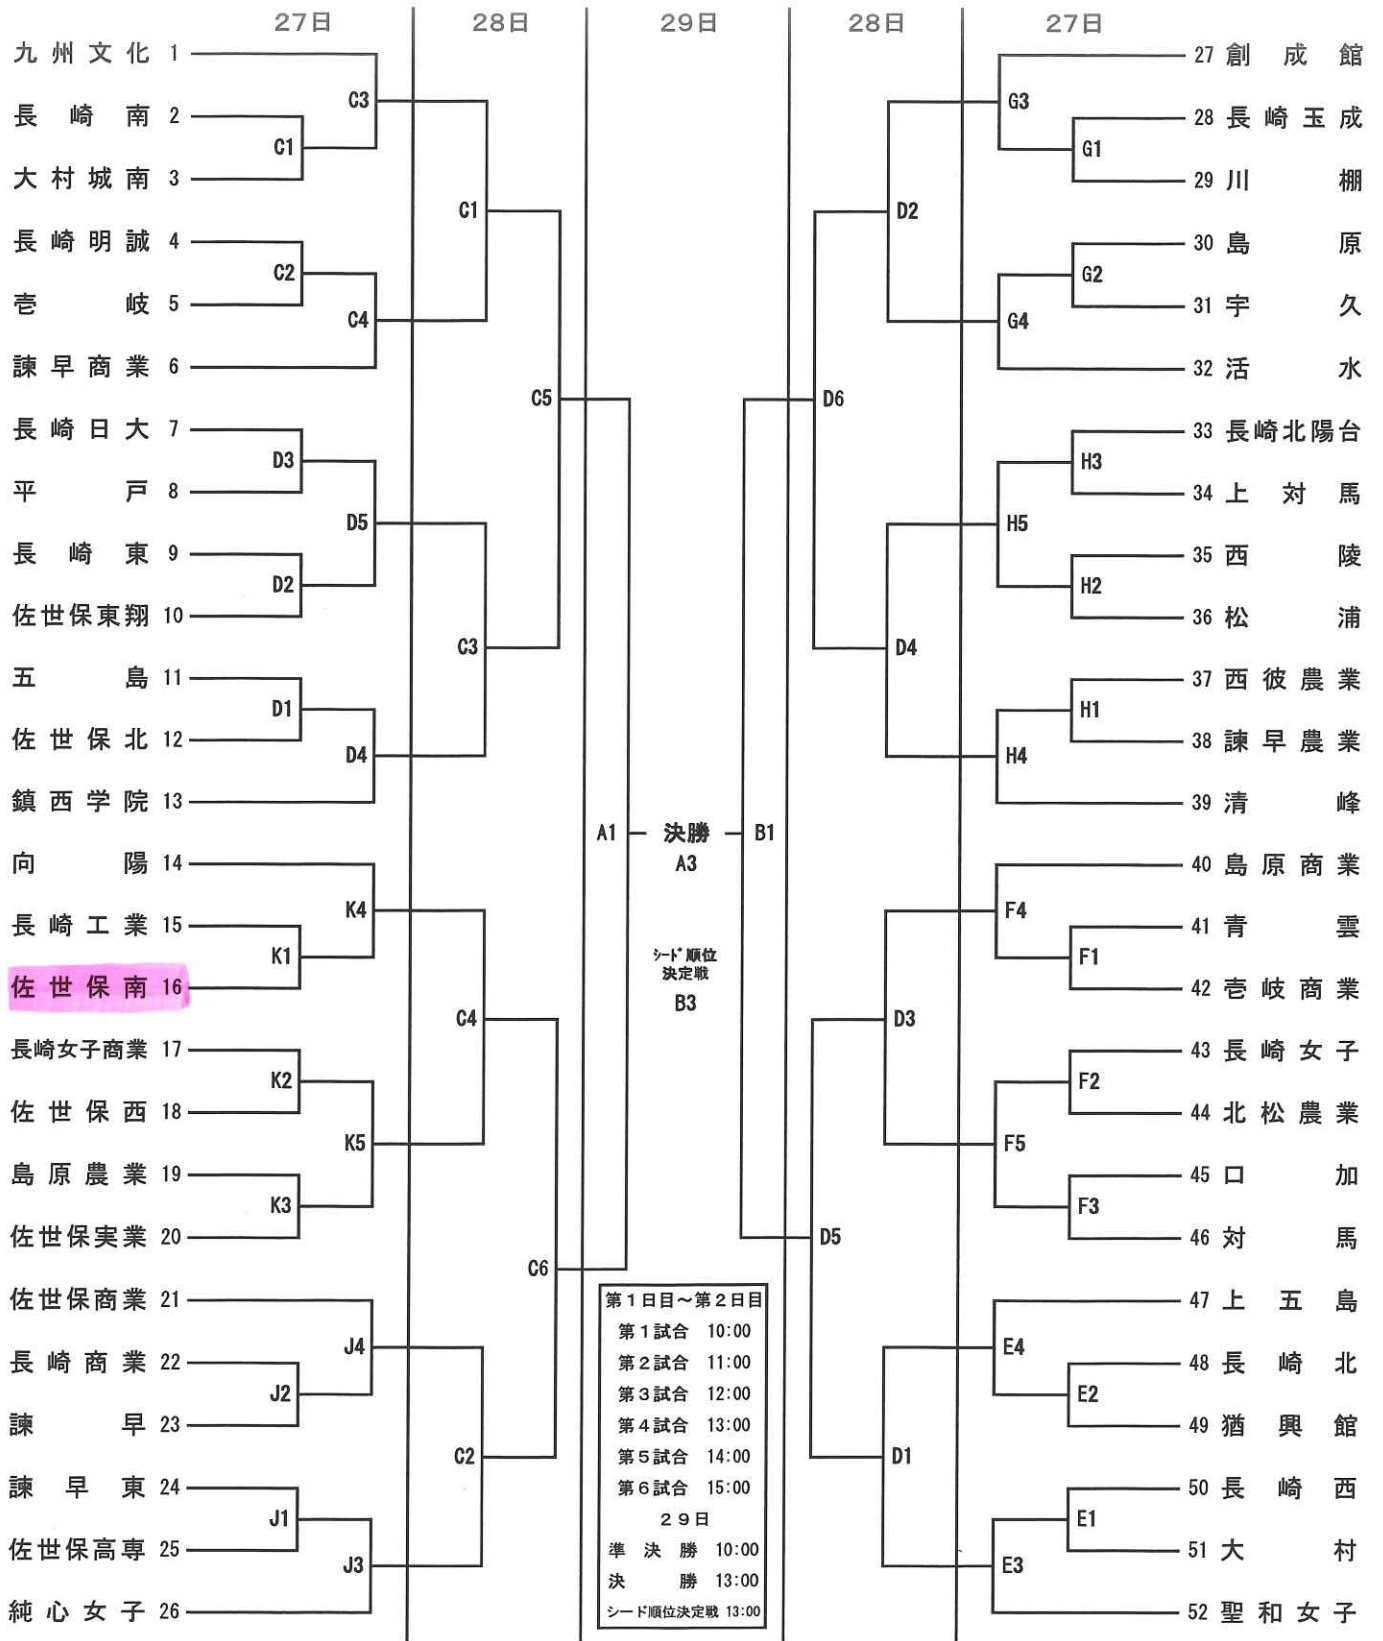 27日 28日 29日 28日 27日
九州文化 1
長崎南 2
大村城南 3
長崎明誠 4
壱岐 5
諫早商業 6
長崎日大 7
平戸 8
長崎東 9
佐世保東翔 10
五島 11
佐世保北 12
鎮西学院 13
向陽 14
長崎工業 15
佐世保南 16
長崎女子商業 17
佐世保西 18
島原農業 19
佐世保実業 20
佐世保商業 21
長崎商業 22
諫早 23
諫早東 24
佐世保高専 25
純心女子 26
C3
C1
C2
C4
D3
D5
D2
D1
D4
K4
K1
K2
K5
K3
J4
J2
J1
J3
C1
C3
C4
C2
C5
C6
A1
決勝
A3
シード順位
決定戦
B3
B1
第1日目～第2日目
第1試合 10:00
第2試合 11:00
第3試合 12:00
第4試合 13:00
第5試合 14:00
第6試合 15:00
29日
準決勝 10:00
決勝 13:00
シード順位決定戦 13:00
D6
D5
D2
D4
D3
D1
G3
G1
G2
G4
H3
H5
H2
H1
H4
F4
F1
F2
F5
F3
E4
E2
E1
E3
27 創成館
28 長崎玉成
29 川棚
30 島原
31 宇久
32 活水
33 長崎北陽台
34 上対馬
35 西陵
36 松浦
37 西彼農業
38 諫早農業
39 清峰
40 島原商業
41 青雲
42 壱岐商業
43 長崎女子
44 北松農業
45 口加
46 対馬
47 上五島
48 長崎北
49 猶興館
50 長崎西
51 大村
52 聖和女子